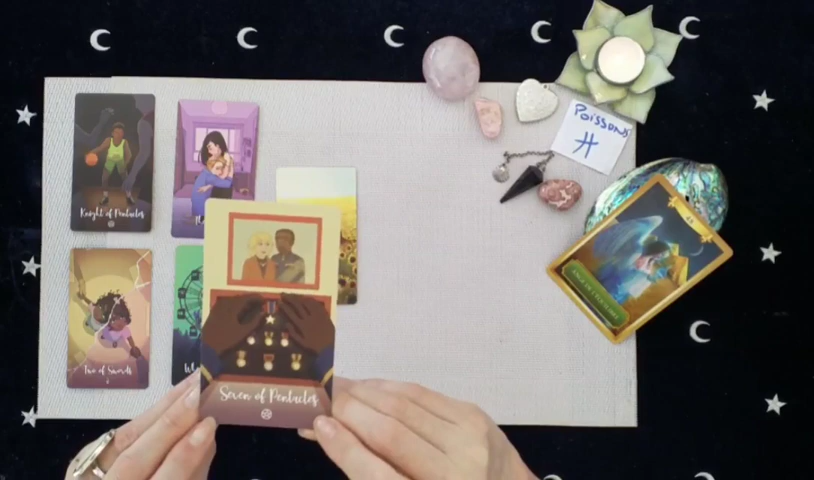 Poissons
Knight of Pentacles
Two of Swords
Seven of Pentacles